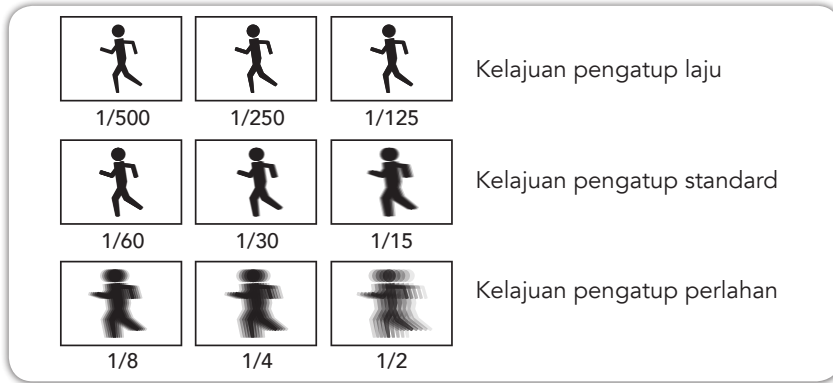 1/500 1/250 1/125
Kelajuan pengatup laju
1/60 1/30 1/15
Kelajuan pengatup standard
1/8 1/4 1/2
Kelajuan pengatup perlahan